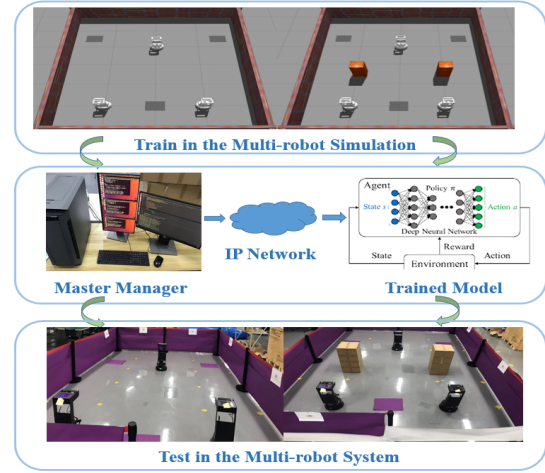 Train in the Multi-robot Simulation
Agent
Policy π
State s
Action a
Deep Neural Network
Reward
State
Environment
Action
IP Network
Master Manager
Trained Model
Test in the Multi-robot System